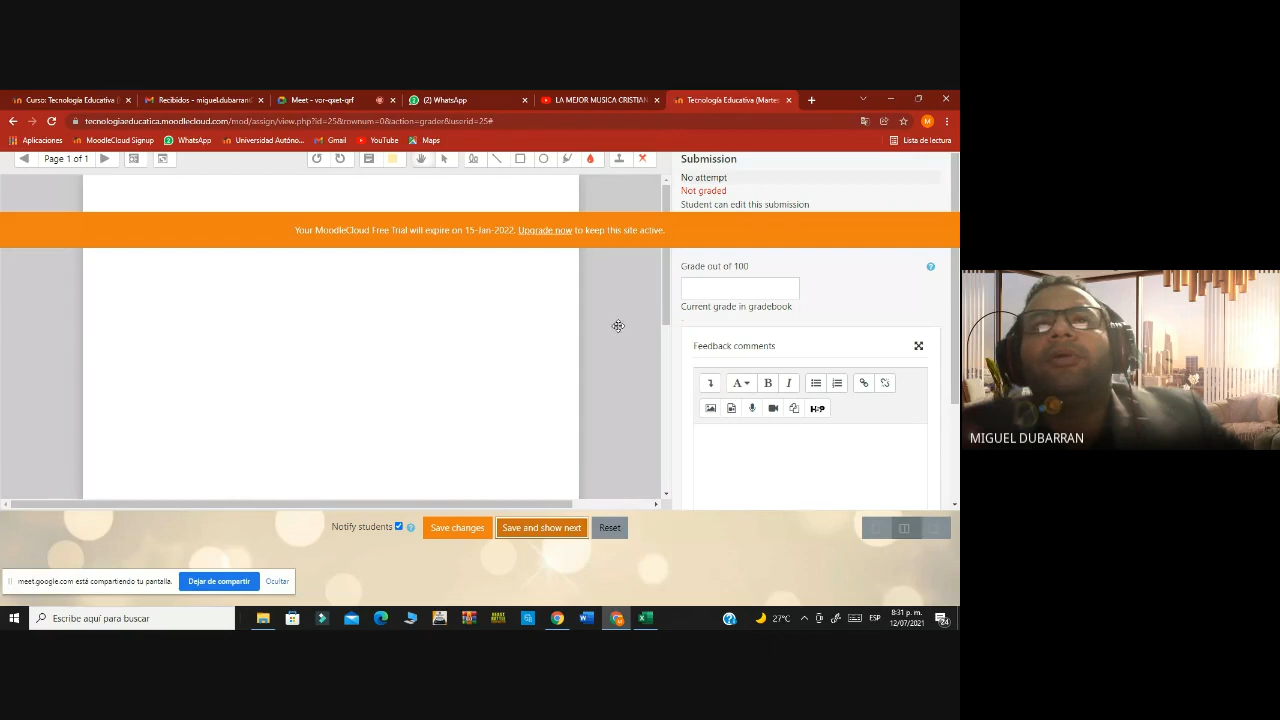 Curso: Tecnología Educativa (
Recibidos - miguel.dubarran
Meet - vor-qxet-qrf
(2) WhatsApp
LA MEJOR MUSICA CRISTIAN
Tecnología Educativa (Martes
tecnologiaeducatica.moodlecloud.com/mod/assign/view.php?id=25&rownum=0&action=grader&userid=25#
Aplicaciones
MoodleCloud Signup
WhatsApp
Universidad Autóno...
Gmail
YouTube
Maps
Lista de lectura
Page 1 of 1
Submission
No attempt
Not graded
Student can edit this submission
Your MoodleCloud Free Trial will expire on 15-Jan-2022. Upgrade now to keep this site active.
Grade out of 100
Current grade in gradebook
Feedback comments
A
B
I
H5P
Notify students
Save changes
Save and show next
Reset
meet.google.com está compartiendo tu pantalla.
Dejar de compartir
Ocultar
Escribe aquí para buscar
27°C
ESP
8:31 p. m.
12/07/2021
24
MIGUEL DUBARRAN